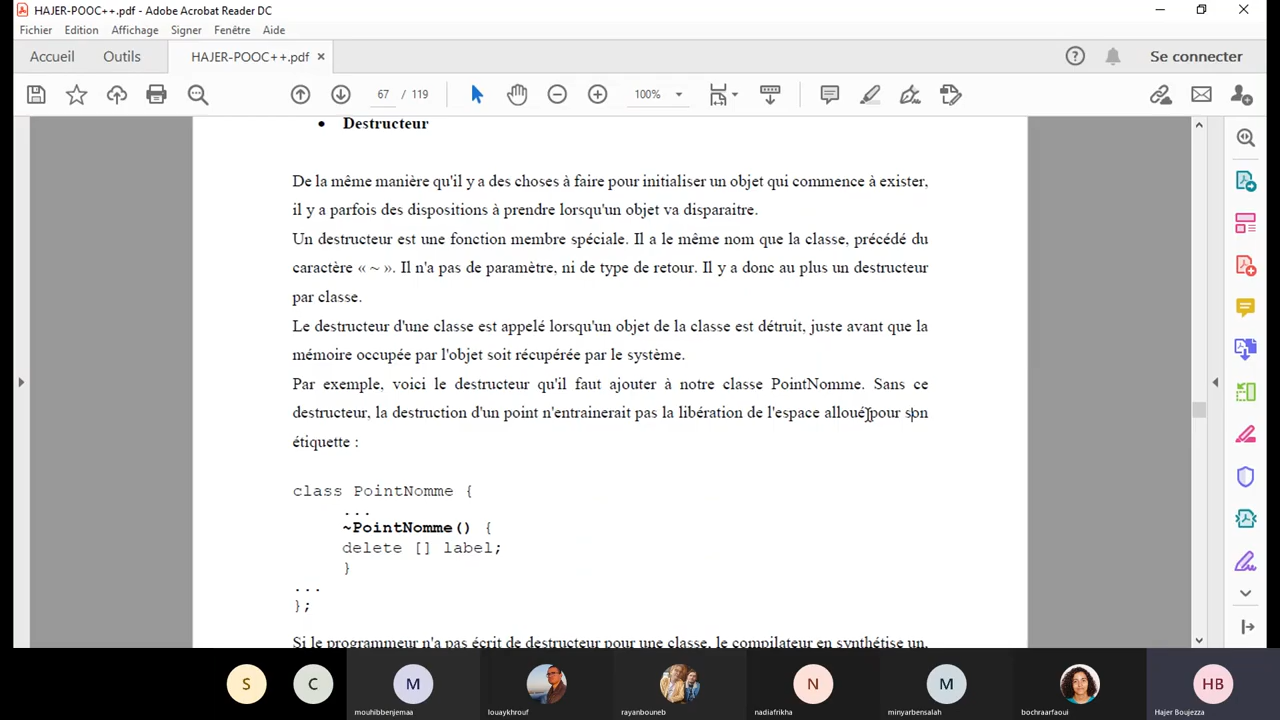 HAJER-POOC++.pdf - Adobe Acrobat Reader DC
Fichier Edition Affichage Signer Fenêtre Aide
Accueil Outils HAJER-POOC++.pdf × Se connecter
67 / 119 100%
• Destructeur
De la même manière qu'il y a des choses à faire pour initialiser un objet qui commence à exister,
il y a parfois des dispositions à prendre lorsqu'un objet va disparaitre.
Un destructeur est une fonction membre spéciale. Il a le même nom que la classe, précédé du
caractère « ~ ». Il n'a pas de paramètre, ni de type de retour. Il y a donc au plus un destructeur
par classe.
Le destructeur d'une classe est appelé lorsqu'un objet de la classe est détruit, juste avant que la
mémoire occupée par l'objet soit récupérée par le système.
Par exemple, voici le destructeur qu'il faut ajouter à notre classe PointNomme. Sans ce
destructeur, la destruction d'un point n'entrainerait pas la libération de l'espace alloué pour son
étiquette :
class PointNomme {
...
~PointNomme() {
delete [] label;
}
...
};
Si le programmeur n'a pas écrit de destructeur pour une classe, le compilateur en synthétise un,
S C M N M HB
mouhibbenjemaa louaykhrouf rayanbouneb nadiafrikha minyarbensalah bochraarfaoui Hajer Boujezza